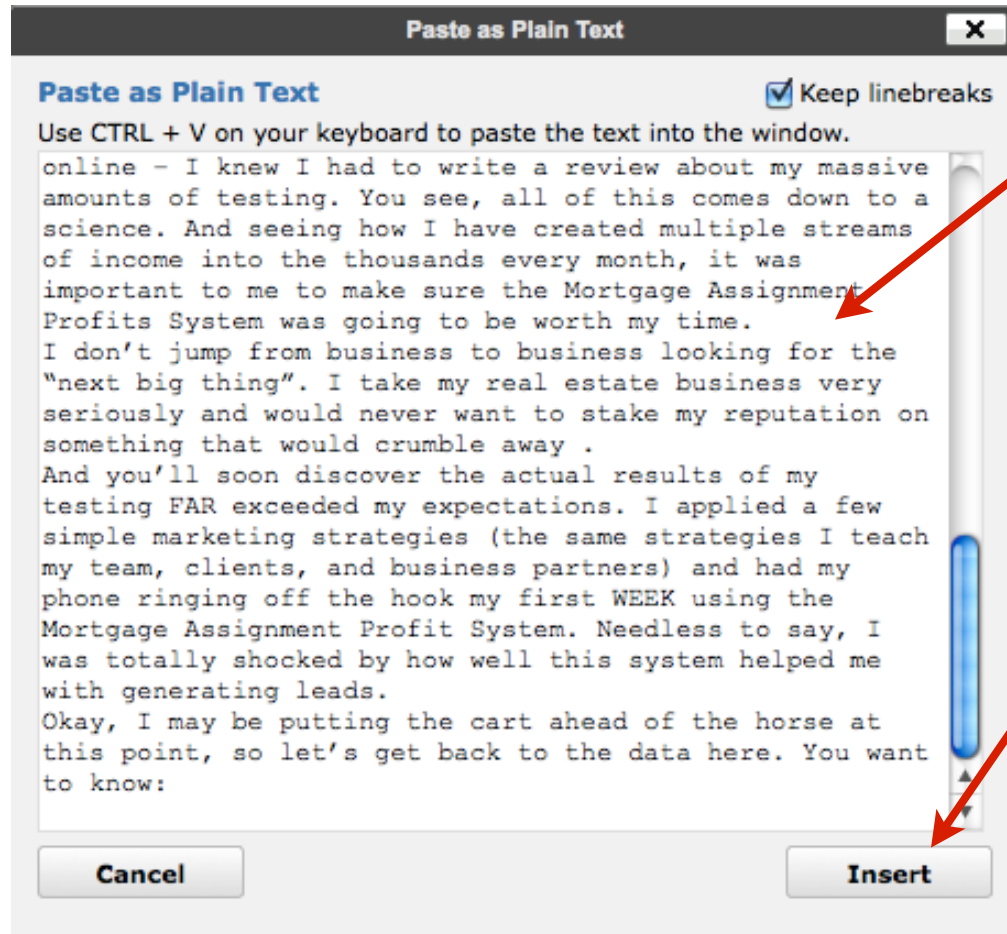 Paste as Plain Text
Paste as Plain Text
Keep linebreaks
Use CTRL + V on your keyboard to paste the text into the window.
online – I knew I had to write a review about my massive
amounts of testing. You see, all of this comes down to a
science. And seeing how I have created multiple streams
of income into the thousands every month, it was
important to me to make sure the Mortgage Assignment
Profits System was going to be worth my time.
I don’t jump from business to business looking for the
“next big thing”. I take my real estate business very
seriously and would never want to stake my reputation on
something that would crumble away .
And you’ll soon discover the actual results of my
testing FAR exceeded my expectations. I applied a few
simple marketing strategies (the same strategies I teach
my team, clients, and business partners) and had my
phone ringing off the hook my first WEEK using the
Mortgage Assignment Profit System. Needless to say, I
was totally shocked by how well this system helped me
with generating leads.
Okay, I may be putting the cart ahead of the horse at
this point, so let’s get back to the data here. You want
to know:
Cancel
Insert